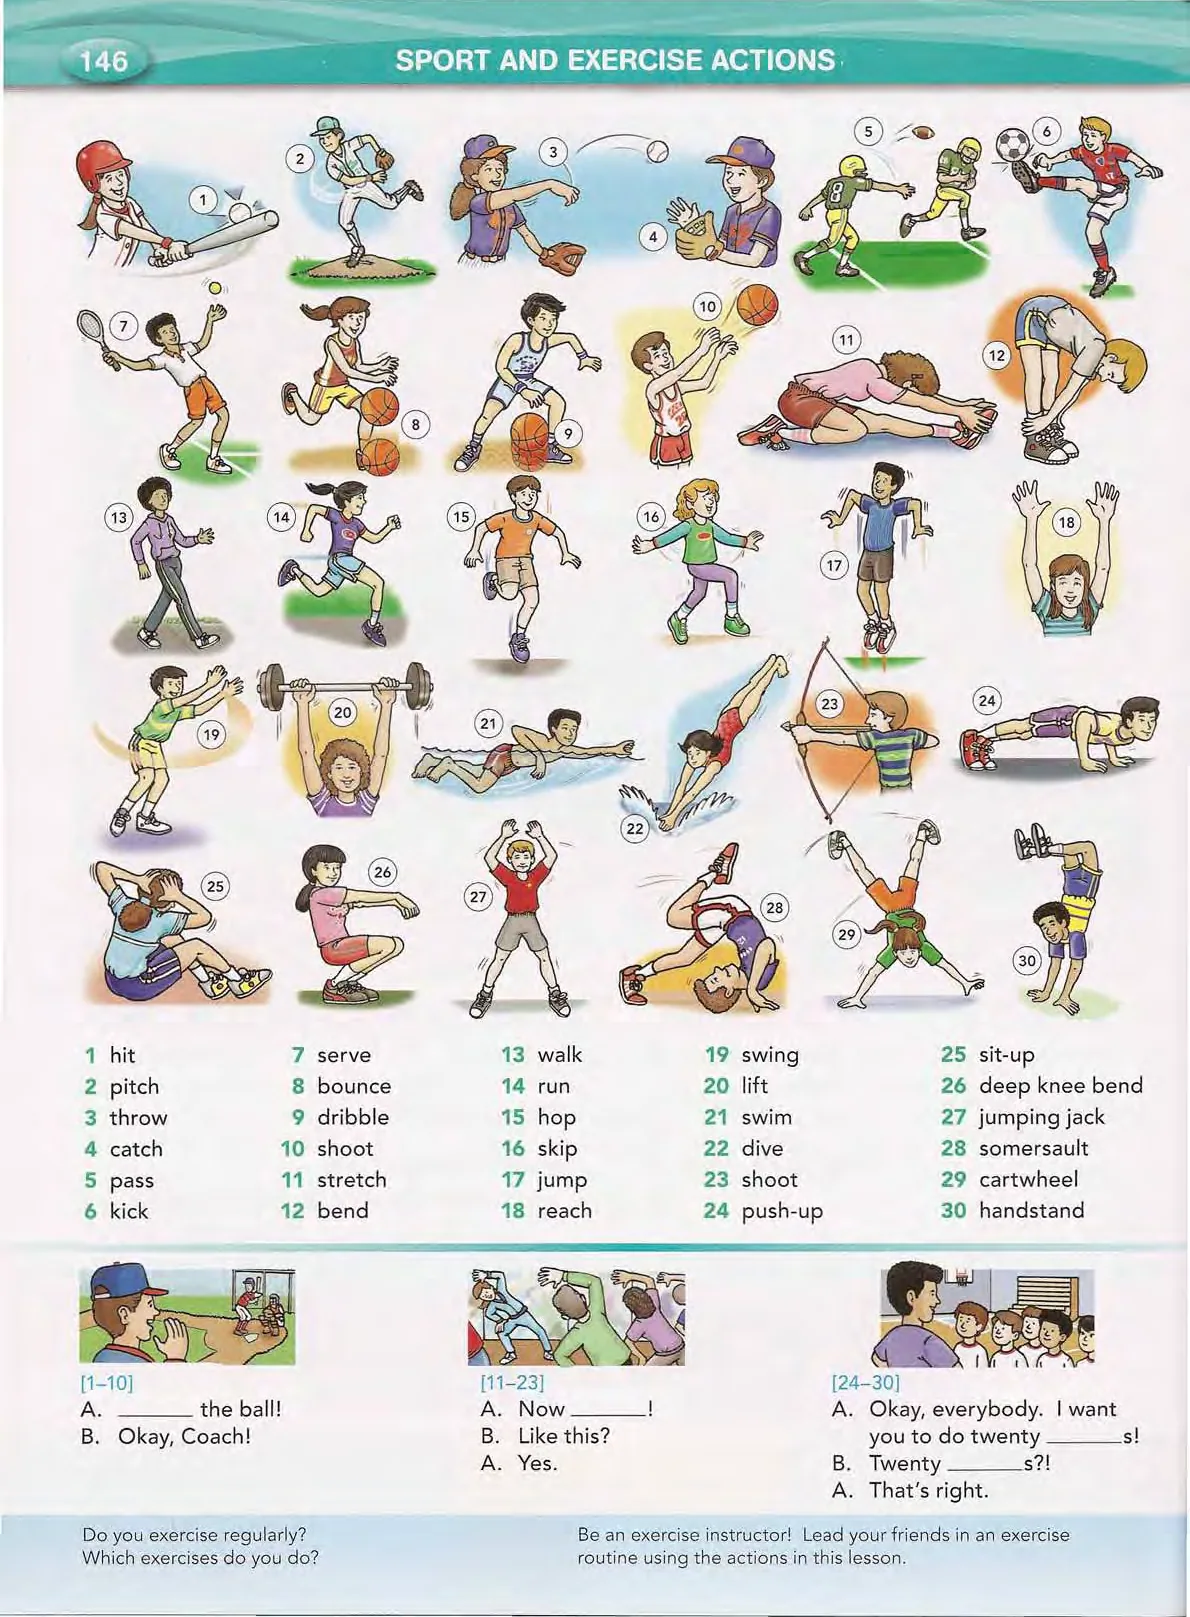 146
SPORT AND EXERCISE ACTIONS
1
2
3
4
5
6
7
8
9
10
11
12
13
14
15
16
17
18
19
20
21
22
23
24
25
26
27
28
29
30
1 hit
2 pitch
3 throw
4 catch
5 pass
6 kick
7 serve
8 bounce
9 dribble
10 shoot
11 stretch
12 bend
13 walk
14 run
15 hop
16 skip
17 jump
18 reach
19 swing
20 lift
21 swim
22 dive
23 shoot
24 push-up
25 sit-up
26 deep knee bend
27 jumping jack
28 somersault
29 cartwheel
30 handstand
[1–10]
A. ______ the ball!
B. Okay, Coach!
[11–23]
A. Now ______!
B. Like this?
A. Yes.
[24–30]
A. Okay, everybody. I want
you to do twenty ______s!
B. Twenty ______s?!
A. That's right.
Do you exercise regularly?
Which exercises do you do?
Be an exercise instructor! Lead your friends in an exercise
routine using the actions in this lesson.